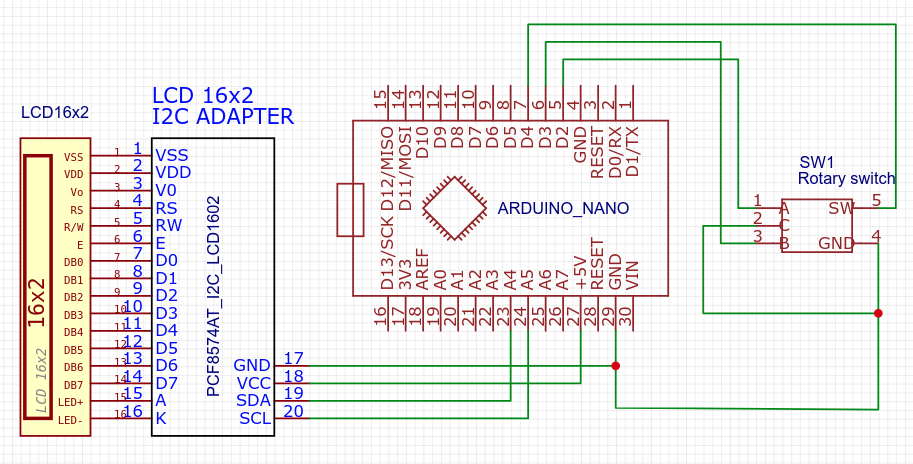 LCD16x2
LCD 16x2
I2C ADAPTER
VSS 1 1 VSS
VDD 2 2 VDD
Vo 3 3 V0
RS 4 4 RS
R/W 5 5 RW
E 6 6 E
DB0 7 7 D0
DB1 8 8 D1
DB2 9 9 D2
DB3 10 10 D3
DB4 11 11 D4
DB5 12 12 D5
DB6 13 13 D6
DB7 14 14 D7
LED+ 15 15 A
LED- 16 16 K
16x2
LCD 16x2
PCF8574AT_I2C_LCD1602
GND 17
VCC 18
SDA 19
SCL 20
15 14 13 12 11 10 9 8 7 6 5 4 3 2 1
D12/MISO D11/MOSI D10 D9 D8 D7 D6 D5 D4 D3 D2 GND RESET D0/RX D1/TX
ARDUINO_NANO
D13/SCK 3V3 AREF A0 A1 A2 A3 A4 A5 A6 A7 +5V RESET GND VIN
16 17 18 19 20 22 23 24 25 26 27 28 29 30
SW1
Rotary switch
1 A SW 5
2 C
3 B GND 4